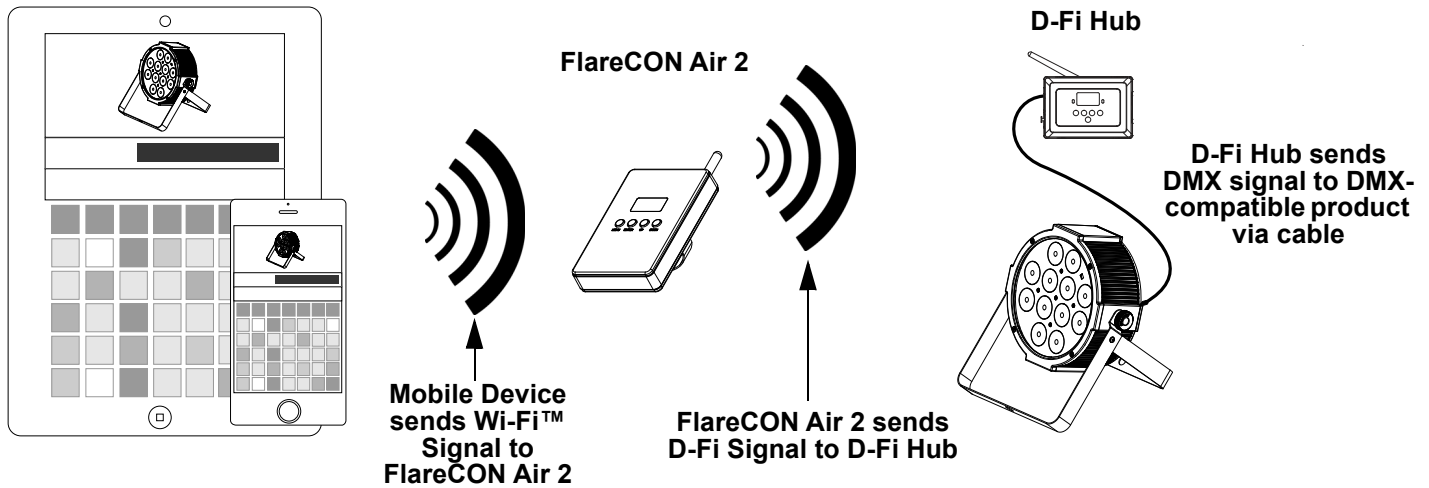 D-Fi Hub
FlareCON Air 2
D-Fi Hub sends
DMX signal to DMX-
compatible product
via cable
Mobile Device
sends Wi-Fi™
Signal to
FlareCON Air 2
FlareCON Air 2 sends
D-Fi Signal to D-Fi Hub